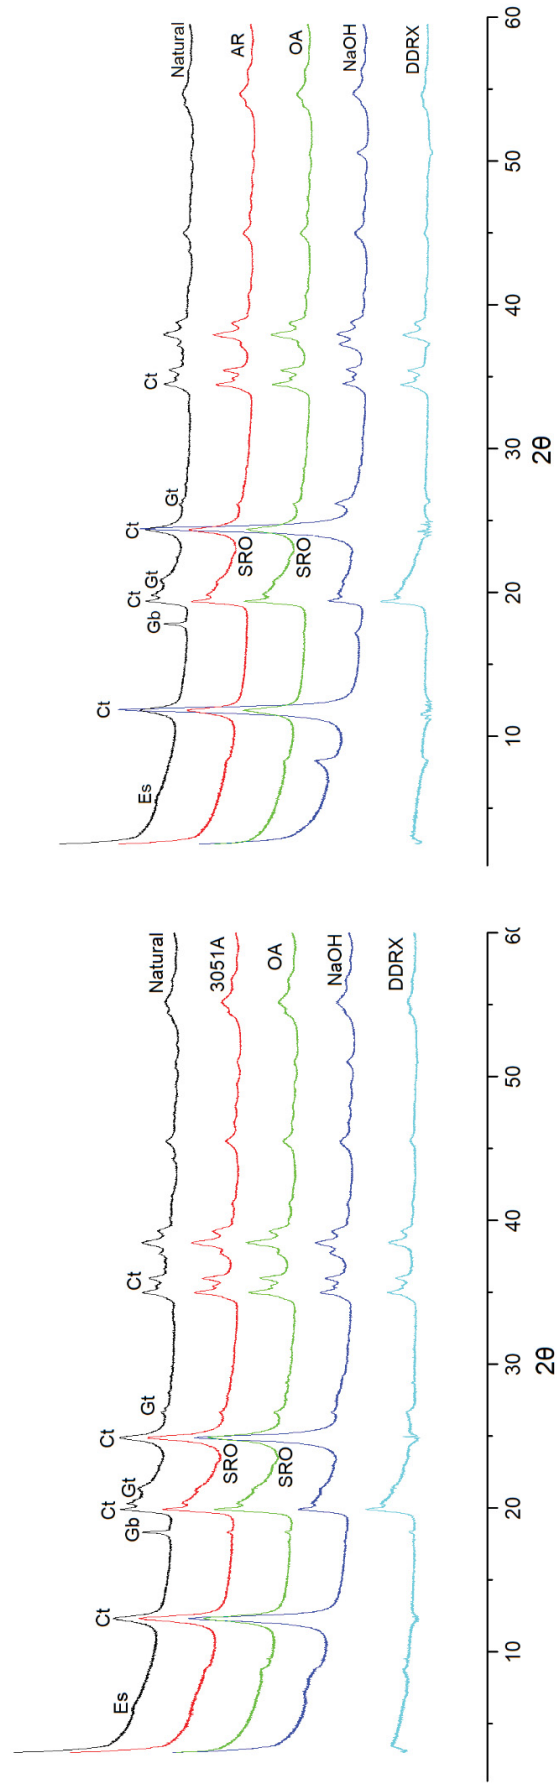 Es Ct Gb Ct Gt Ct Gt Ct Natural
3051A
SRO
OA
SRO
NaOH
DDRX
10 20 30 40 50 60
2θ
Es Ct Gb Ct Gt Ct Gt Ct Natural
AR
SRO
OA
SRO
NaOH
DDRX
10 20 30 40 50 60
2θ